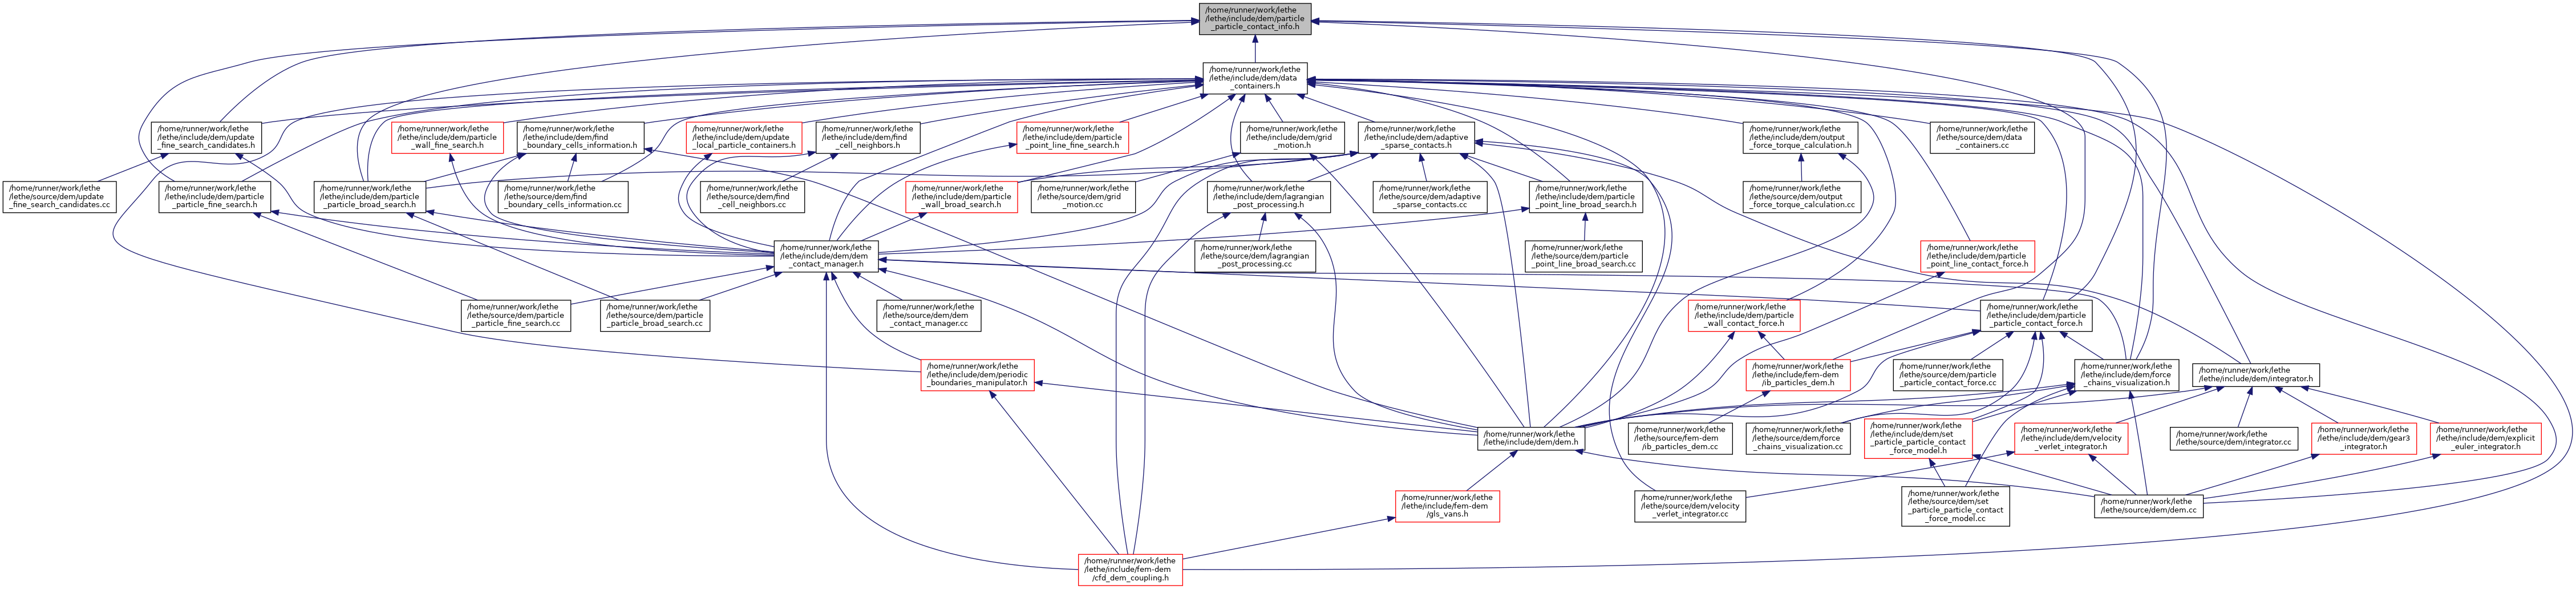 /home/runner/work/lethe
/lethe/include/dem/particle
_particle_contact_info.h
/home/runner/work/lethe
/lethe/include/dem/data
_containers.h
/home/runner/work/lethe
/lethe/include/dem/update
_fine_search_candidates.h
/home/runner/work/lethe
/lethe/include/dem/particle
_wall_fine_search.h
/home/runner/work/lethe
/lethe/include/dem/find
_boundary_cells_information.h
/home/runner/work/lethe
/lethe/include/dem/update
_local_particle_containers.h
/home/runner/work/lethe
/lethe/include/dem/find
_cell_neighbors.h
/home/runner/work/lethe
/lethe/include/dem/particle
_point_line_fine_search.h
/home/runner/work/lethe
/lethe/include/dem/grid
_motion.h
/home/runner/work/lethe
/lethe/include/dem/adaptive
_sparse_contacts.h
/home/runner/work/lethe
/lethe/include/dem/output
_force_torque_calculation.h
/home/runner/work/lethe
/lethe/source/dem/data
_containers.cc
/home/runner/work/lethe
/lethe/source/dem/update
_fine_search_candidates.cc
/home/runner/work/lethe
/lethe/include/dem/particle
_particle_fine_search.h
/home/runner/work/lethe
/lethe/include/dem/particle
_particle_broad_search.h
/home/runner/work/lethe
/lethe/source/dem/find
_boundary_cells_information.cc
/home/runner/work/lethe
/lethe/source/dem/find
_cell_neighbors.cc
/home/runner/work/lethe
/lethe/include/dem/particle
_wall_broad_search.h
/home/runner/work/lethe
/lethe/source/dem/grid
_motion.cc
/home/runner/work/lethe
/lethe/include/dem/lagrangian
_post_processing.h
/home/runner/work/lethe
/lethe/source/dem/adaptive
_sparse_contacts.cc
/home/runner/work/lethe
/lethe/include/dem/particle
_point_line_broad_search.h
/home/runner/work/lethe
/lethe/source/dem/output
_force_torque_calculation.cc
/home/runner/work/lethe
/lethe/include/dem/dem
_contact_manager.h
/home/runner/work/lethe
/lethe/source/dem/lagrangian
_post_processing.cc
/home/runner/work/lethe
/lethe/source/dem/particle
_point_line_broad_search.cc
/home/runner/work/lethe
/lethe/include/dem/particle
_point_line_contact_force.h
/home/runner/work/lethe
/lethe/source/dem/particle
_particle_fine_search.cc
/home/runner/work/lethe
/lethe/source/dem/particle
_particle_broad_search.cc
/home/runner/work/lethe
/lethe/source/dem/dem
_contact_manager.cc
/home/runner/work/lethe
/lethe/include/dem/particle
_wall_contact_force.h
/home/runner/work/lethe
/lethe/include/dem/particle
_particle_contact_force.h
/home/runner/work/lethe
/lethe/include/dem/periodic
_boundaries_manipulator.h
/home/runner/work/lethe
/lethe/include/fem-dem
/ib_particles_dem.h
/home/runner/work/lethe
/lethe/source/dem/particle
_particle_contact_force.cc
/home/runner/work/lethe
/lethe/include/dem/force
_chains_visualization.h
/home/runner/work/lethe
/lethe/include/dem/integrator.h
/home/runner/work/lethe
/lethe/include/dem/dem.h
/home/runner/work/lethe
/lethe/source/fem-dem
/ib_particles_dem.cc
/home/runner/work/lethe
/lethe/source/dem/force
_chains_visualization.cc
/home/runner/work/lethe
/lethe/include/dem/set
_particle_particle_contact
_force_model.h
/home/runner/work/lethe
/lethe/include/dem/velocity
_verlet_integrator.h
/home/runner/work/lethe
/lethe/source/dem/integrator.cc
/home/runner/work/lethe
/lethe/include/dem/gear3
_integrator.h
/home/runner/work/lethe
/lethe/include/dem/explicit
_euler_integrator.h
/home/runner/work/lethe
/lethe/include/fem-dem
/gls_vans.h
/home/runner/work/lethe
/lethe/source/dem/velocity
_verlet_integrator.cc
/home/runner/work/lethe
/lethe/source/dem/set
_particle_particle_contact
_force_model.cc
/home/runner/work/lethe
/lethe/source/dem/dem.cc
/home/runner/work/lethe
/lethe/include/fem-dem
/cfd_dem_coupling.h